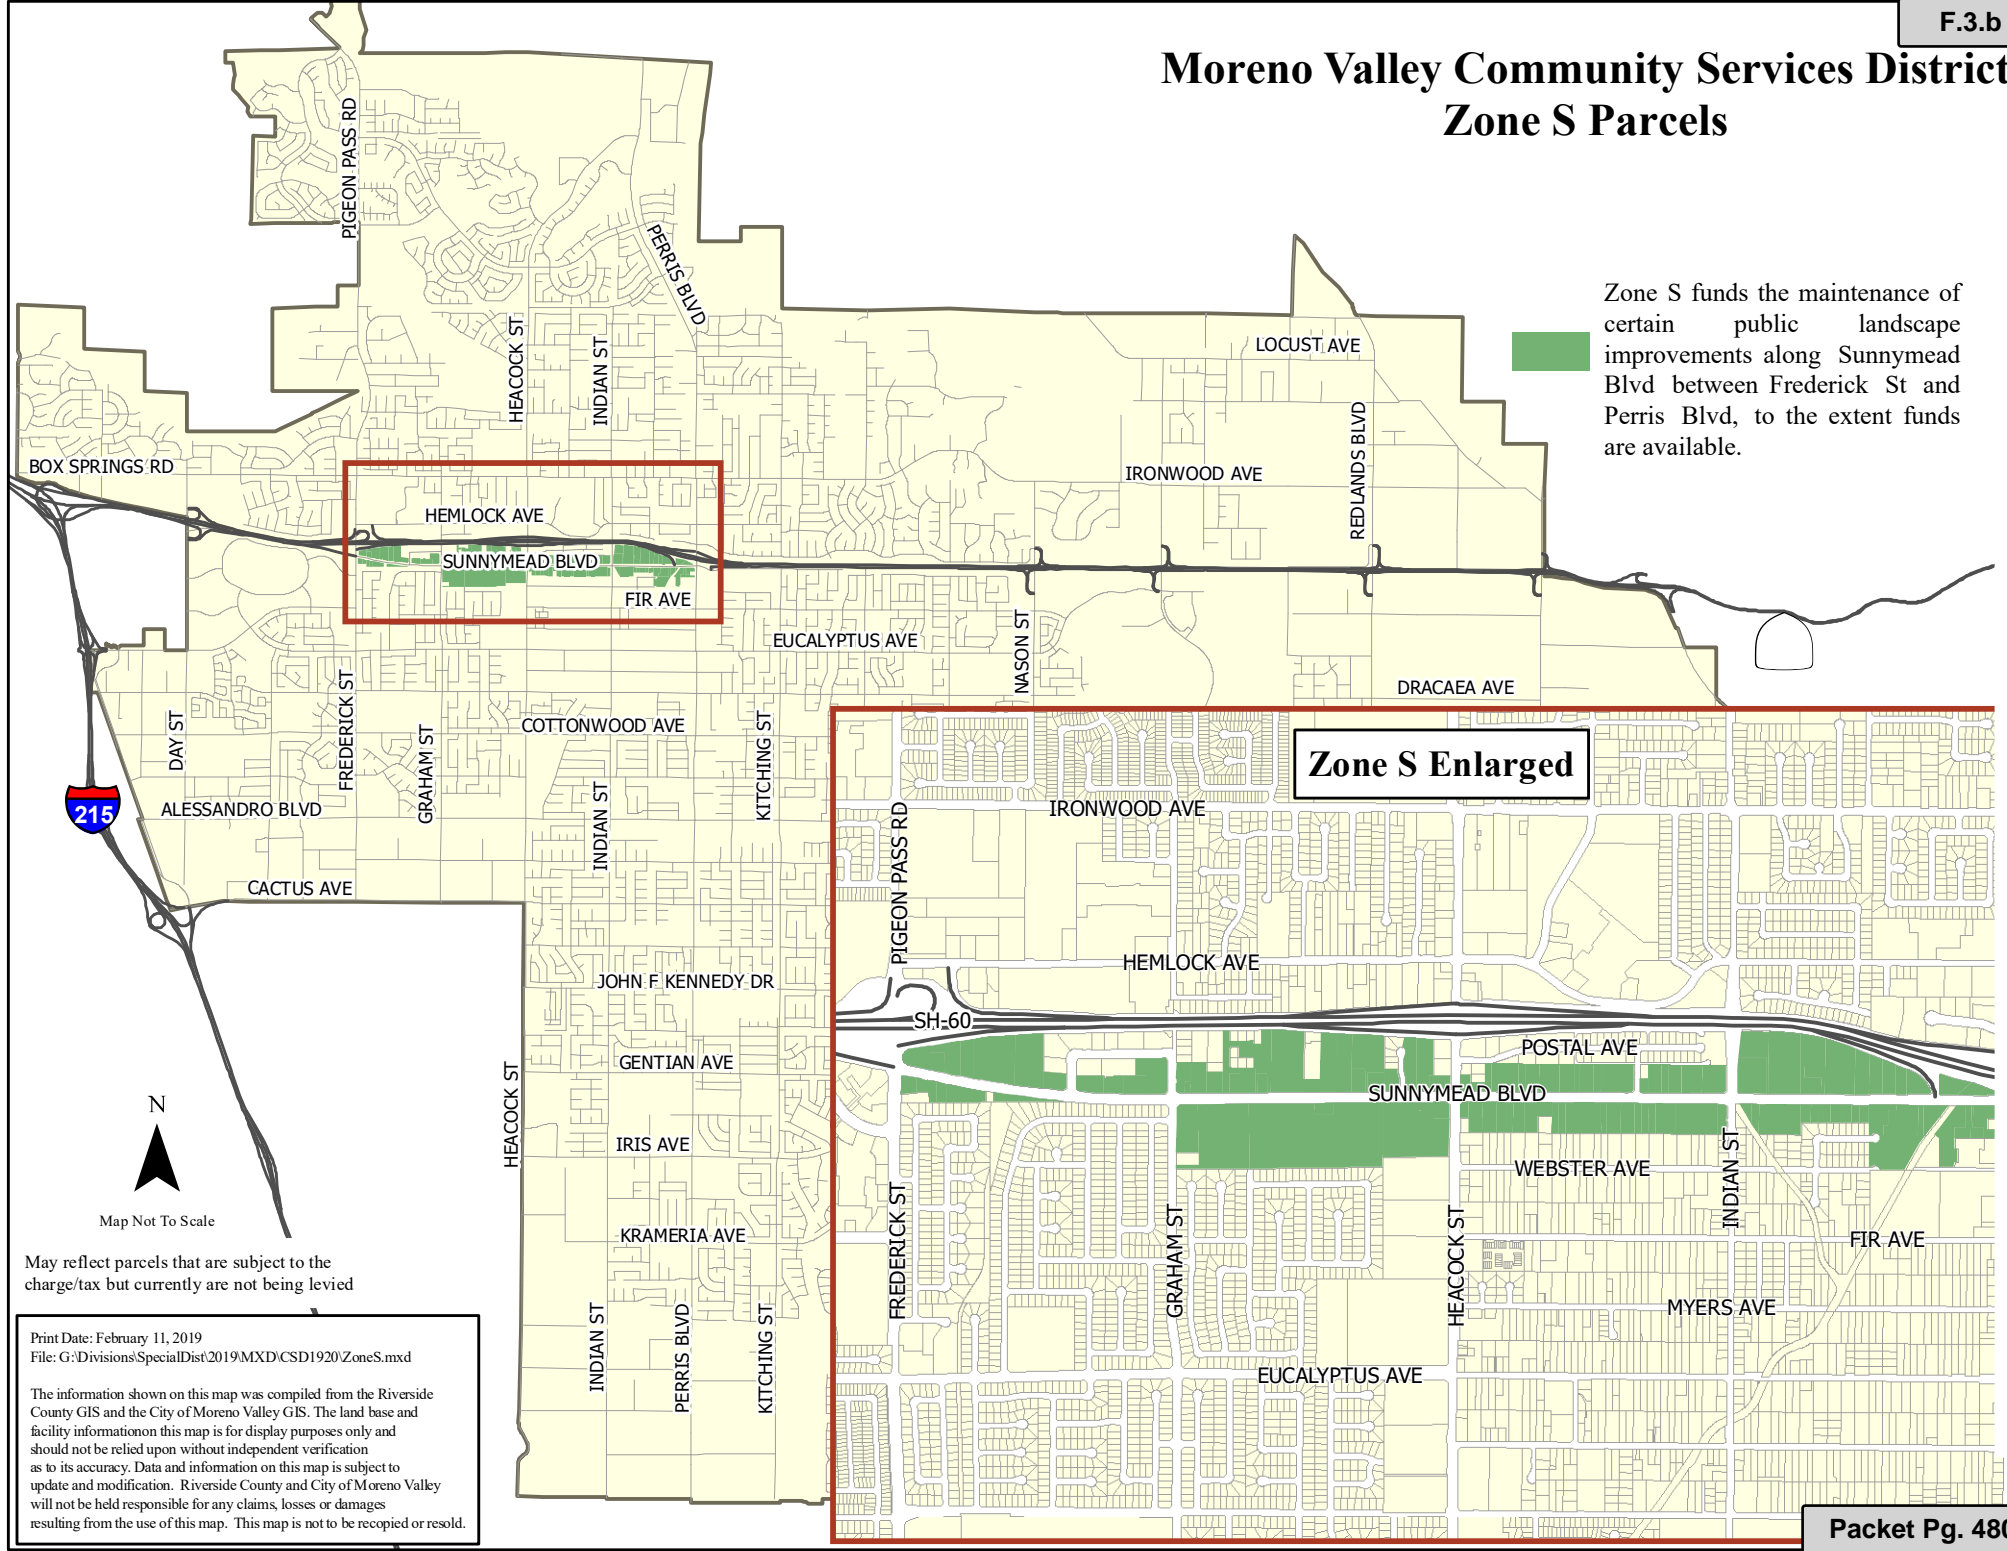 F.3.b
Moreno Valley Community Services District
Zone S Parcels
Zone S funds the maintenance of
certain public landscape
improvements along Sunnymead
Blvd between Frederick St and
Perris Blvd, to the extent funds
are available.
PIGEON PASS RD
PERRIS BLVD
HEACOCK ST
INDIAN ST
LOCUST AVE
REDLANDS BLVD
BOX SPRINGS RD
IRONWOOD AVE
HEMLOCK AVE
SUNNYMEAD BLVD
FIR AVE
EUCALYPTUS AVE
NASON ST
DRACAEA AVE
DAY ST
FREDERICK ST
GRAHAM ST
COTTONWOOD AVE
KITCHING ST
INDIAN ST
215
ALESSANDRO BLVD
CACTUS AVE
JOHN F KENNEDY DR
GENTIAN AVE
HEACOCK ST
IRIS AVE
KRAMERIA AVE
INDIAN ST
PERRIS BLVD
KITCHING ST
Zone S Enlarged
IRONWOOD AVE
PIGEON PASS RD
HEMLOCK AVE
SH-60
POSTAL AVE
SUNNYMEAD BLVD
WEBSTER AVE
INDIAN ST
FREDERICK ST
GRAHAM ST
HEACOCK ST
FIR AVE
MYERS AVE
EUCALYPTUS AVE
N
Map Not To Scale
May reflect parcels that are subject to the
charge/tax but currently are not being levied
Print Date: February 11, 2019
File: G:\Divisions\SpecialDist\2019\MXD\CSD1920\ZoneS.mxd
The information shown on this map was compiled from the Riverside
County GIS and the City of Moreno Valley GIS. The land base and
facility informationon this map is for display purposes only and
should not be relied upon without independent verification
as to its accuracy. Data and information on this map is subject to
update and modification. Riverside County and City of Moreno Valley
will not be held responsible for any claims, losses or damages
resulting from the use of this map. This map is not to be recopied or resold.
Packet Pg. 480